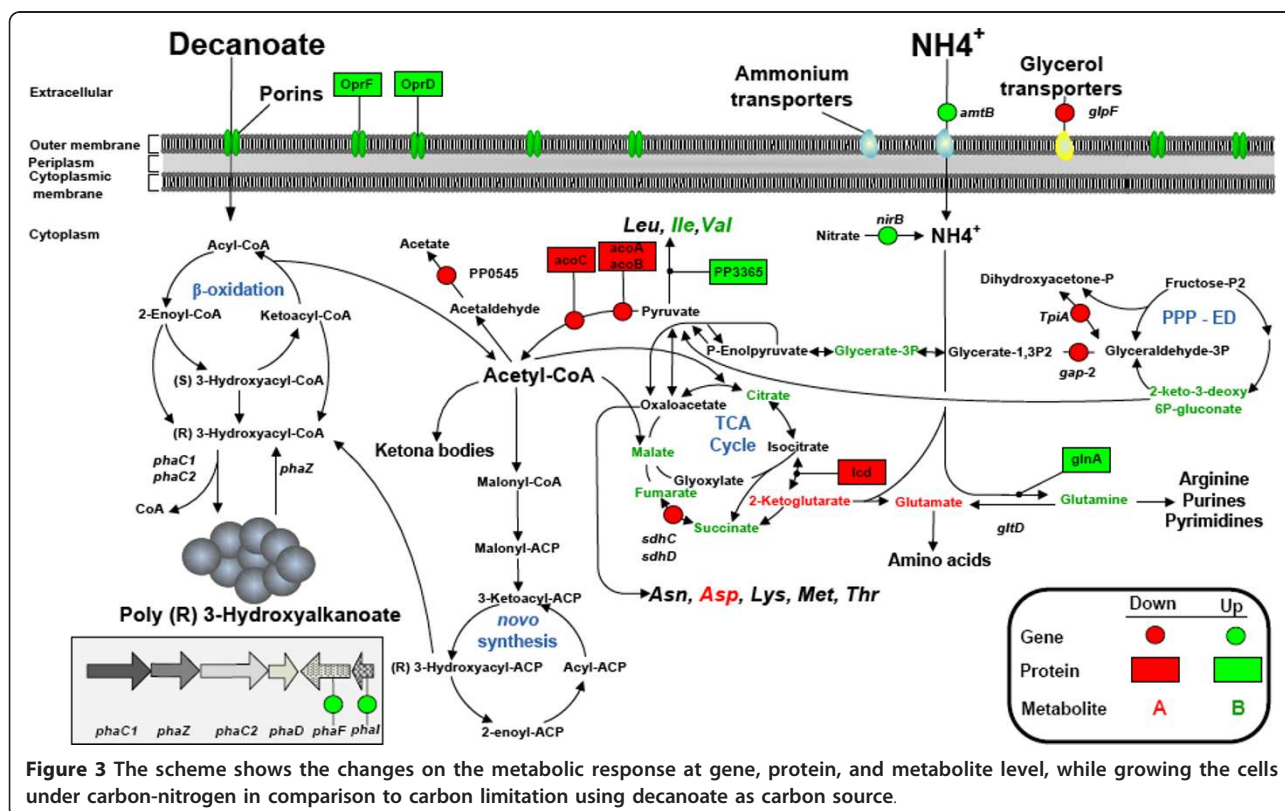 Decanoate
NH4+
Extracellular
Porins
OprF
OprD
Ammonium
transporters
Glycerol
transporters
amtB
glpF
Outer membrane
Periplasm
Cytoplasmic
membrane
Cytoplasm
Leu, Ile,Val
nirB
Nitrate
NH4+
Acyl-CoA
β-oxidation
2-Enoyl-CoA
Ketoacyl-CoA
(S) 3-Hydroxyacyl-CoA
(R) 3-Hydroxyacyl-CoA
phaC1
phaC2
phaZ
CoA
Poly (R) 3-Hydroxyalkanoate
Acetate
PP0545
Acetaldehyde
acoC
acoA
acoB
Pyruvate
PP3365
Acetyl-CoA
P-Enolpyruvate
Glycerate-3P
Glycerate-1,3P2
Dihydroxyacetone-P
Fructose-P2
TpiA
PPP - ED
Glyceraldehyde-3P
gap-2
2-keto-3-deoxy
6P-gluconate
Oxaloacetate
Citrate
TCA
Cycle
Isocitrate
Malate
Glyoxylate
Icd
Fumarate
2-Ketoglutarate
Glutamate
glnA
Glutamine
Succinate
sdhC
sdhD
gltD
Arginine
Purines
Pyrimidines
Amino acids
Ketona bodies
Malonyl-CoA
Malonyl-ACP
3-Ketoacyl-ACP
novo
synthesis
(R) 3-Hydroxyacyl-ACP
Acyl-ACP
2-enoyl-ACP
Asn, Asp, Lys, Met, Thr
phaC1
phaZ
phaC2
phaD
phaF
phaI
Down
Up
Gene
Protein
Metabolite
A
B
Figure 3 The scheme shows the changes on the metabolic response at gene, protein, and metabolite level, while growing the cells
under carbon-nitrogen in comparison to carbon limitation using decanoate as carbon source.